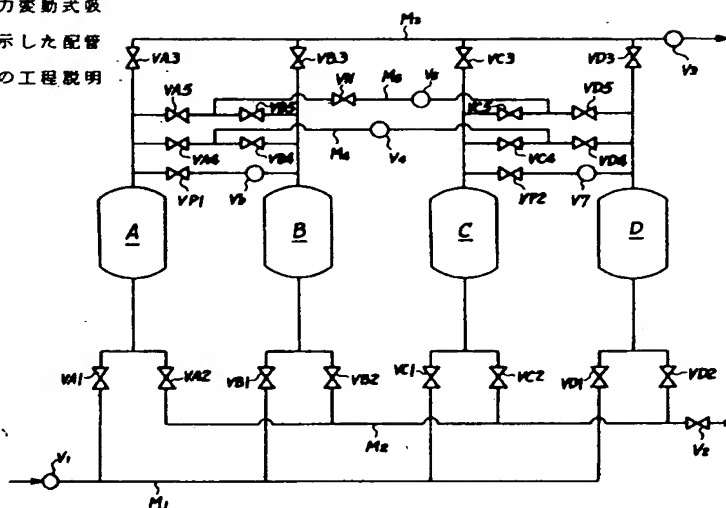 力変動式吸
示した配管
の工程説明
M3
VA3
VB3
VC3
VD3
V3
VN
M5
V5
VA5
VB5
VC5
VD5
VA4
VB4
M4
V4
VC4
VD4
VP1
VP2
V7
A
B
C
D
VA1
VA2
VB1
VB2
VC1
VC2
VD1
VD2
M2
V2
V1
M1